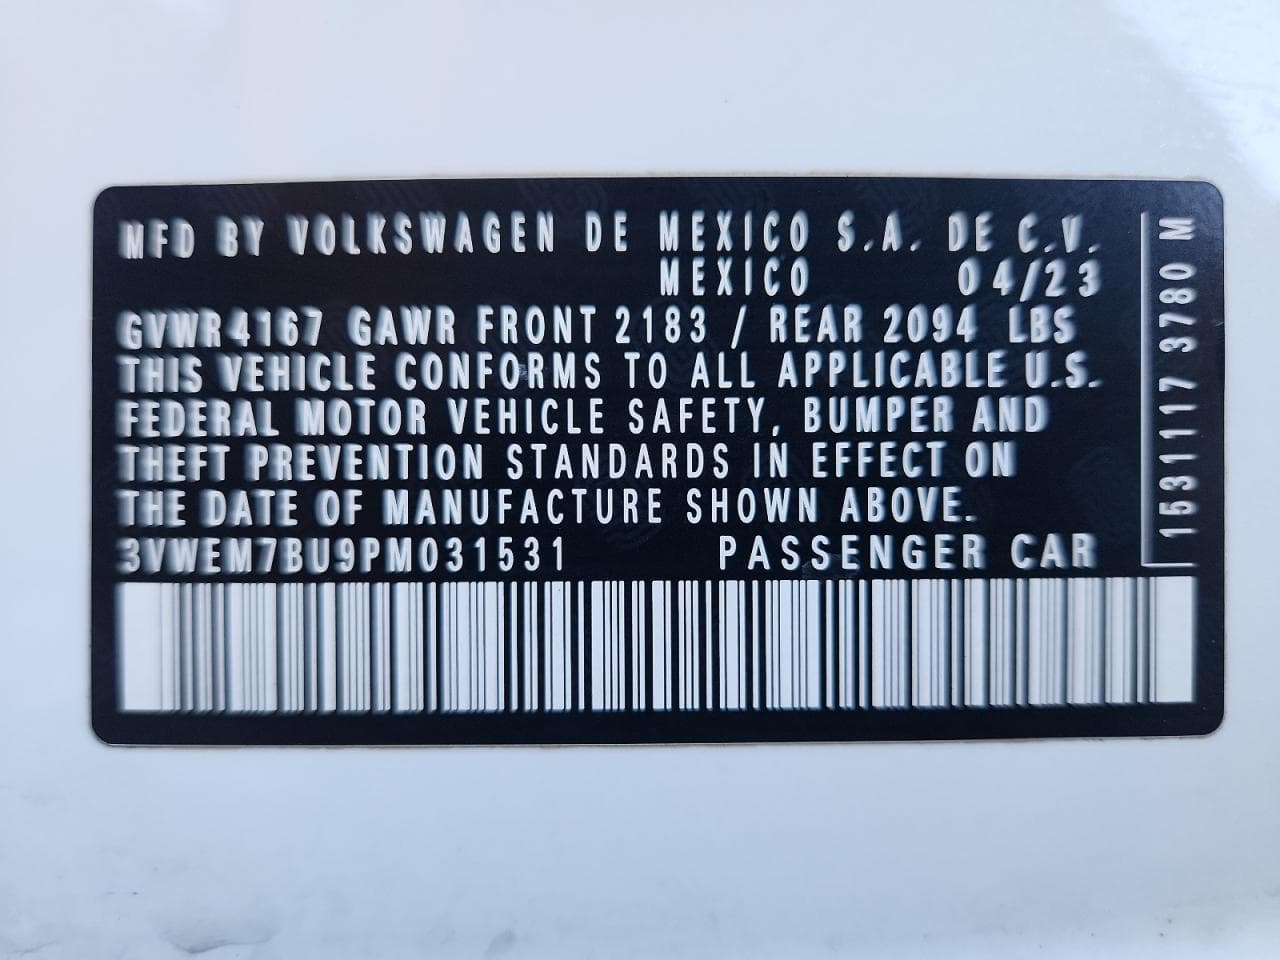 MFD BY VOLKSWAGEN DE MEXICO S.A. DE C.V.
MEXICO 04/23
GVWR4167 GAWR FRONT 2183 / REAR 2094 LBS
THIS VEHICLE CONFORMS TO ALL APPLICABLE U.S.
FEDERAL MOTOR VEHICLE SAFETY, BUMPER AND
THEFT PREVENTION STANDARDS IN EFFECT ON
THE DATE OF MANUFACTURE SHOWN ABOVE.
3VWEM7BU9PM031531 PASSENGER CAR
1531117 3780 M